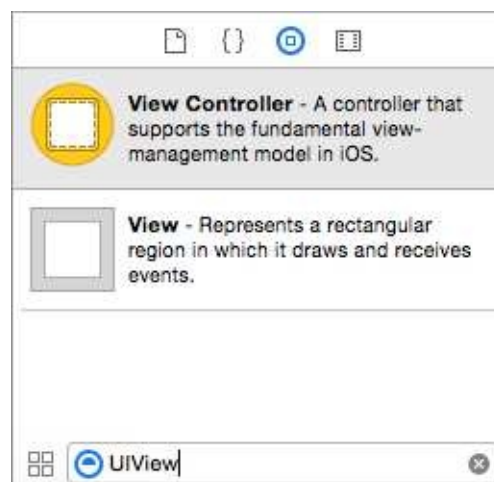 View Controller - A controller that
supports the fundamental view-
management model in iOS.
View - Represents a rectangular
region in which it draws and receives
events.
UIView